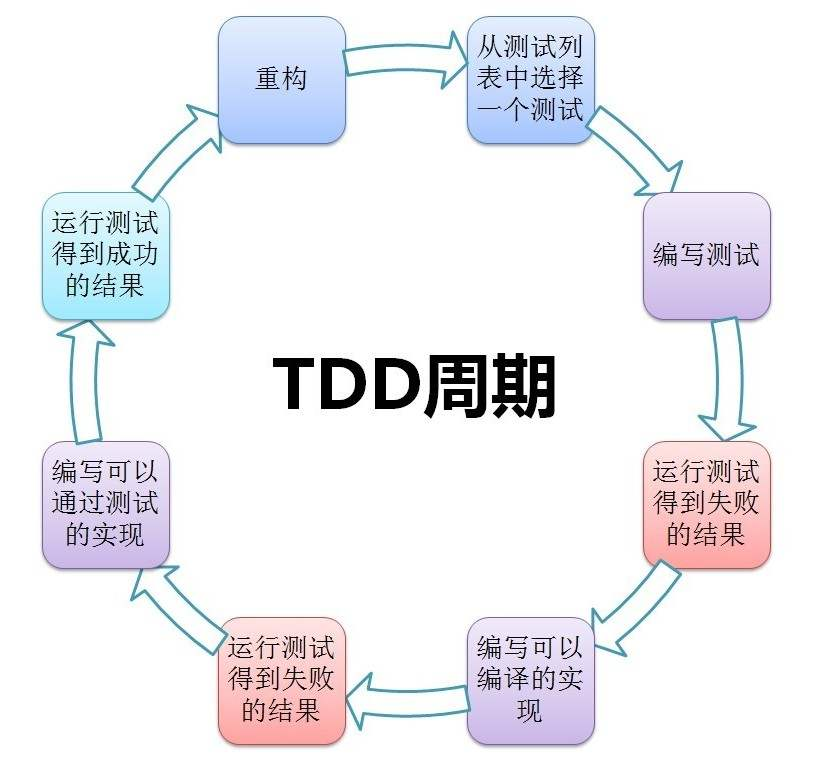 重构
从测试列
表中选择
一个测试
编写测试
运行测试
得到失败
的结果
编写可以
编译的实
现
运行测试
得到失败
的结果
编写可以
通过测试
的实现
运行测试
得到成功
的结果
TDD周期